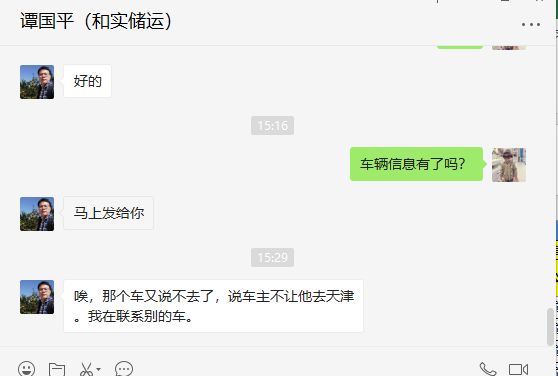 谭国平（和实储运）
好的
15:16
车辆信息有了吗？
马上发给你
15:29
唉，那个车又说不去了，说车主不让他去天津
。我在联系别的车。